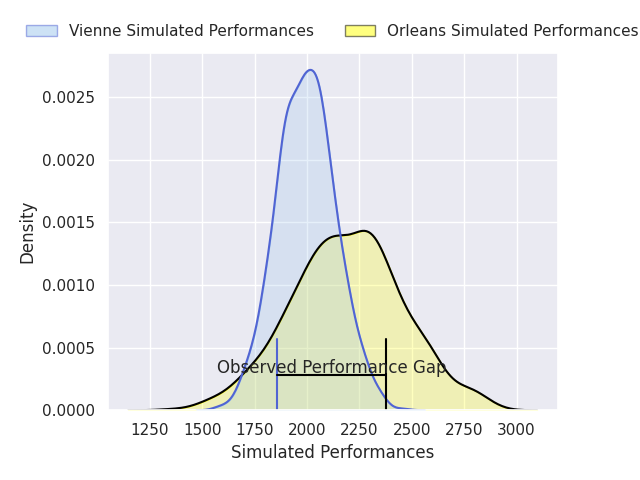 Vienne Simulated Performances
Orleans Simulated Performances
0.0025
0.0020
0.0015
0.0010
0.0005
0.0000
Density
Observed Performance Gap
1250 1500 1750 2000 2250 2500 2750 3000
Simulated Performances